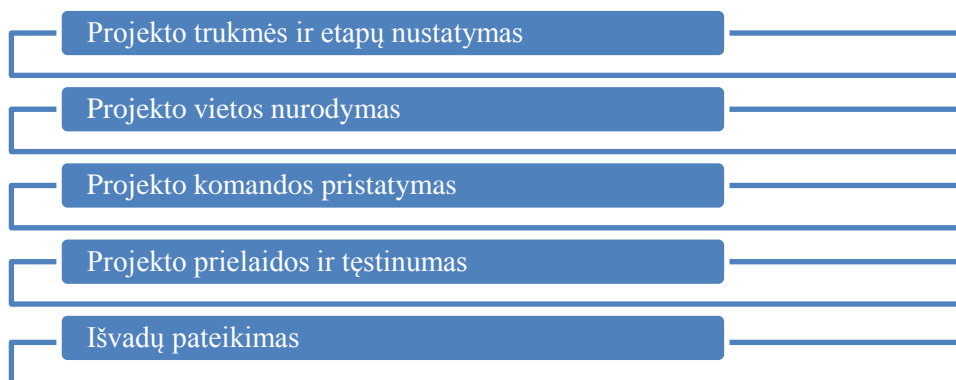 Projekto trukmės ir etapų nustatymas
Projekto vietos nurodymas
Projekto komandos pristatymas
Projekto prielaidos ir tęstinumas
Išvadų pateikimas